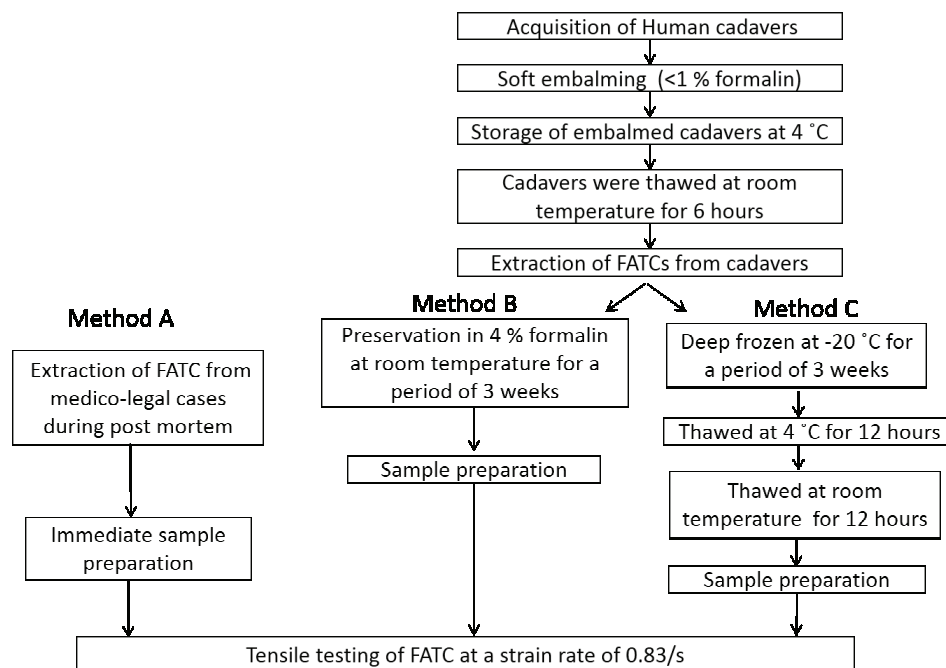 Acquisition of Human cadavers
Soft embalming (<1 % formalin)
Storage of embalmed cadavers at 4 ˚C
Cadavers were thawed at room
temperature for 6 hours
Extraction of FATCs from cadavers
Method A
Extraction of FATC from
medico-legal cases
during post mortem
Immediate sample
preparation
Method B
Preservation in 4 % formalin
at room temperature for a
period of 3 weeks
Sample preparation
Method C
Deep frozen at -20 ˚C for
a period of 3 weeks
Thawed at 4 ˚C for 12 hours
Thawed at room
temperature for 12 hours
Sample preparation
Tensile testing of FATC at a strain rate of 0.83/s